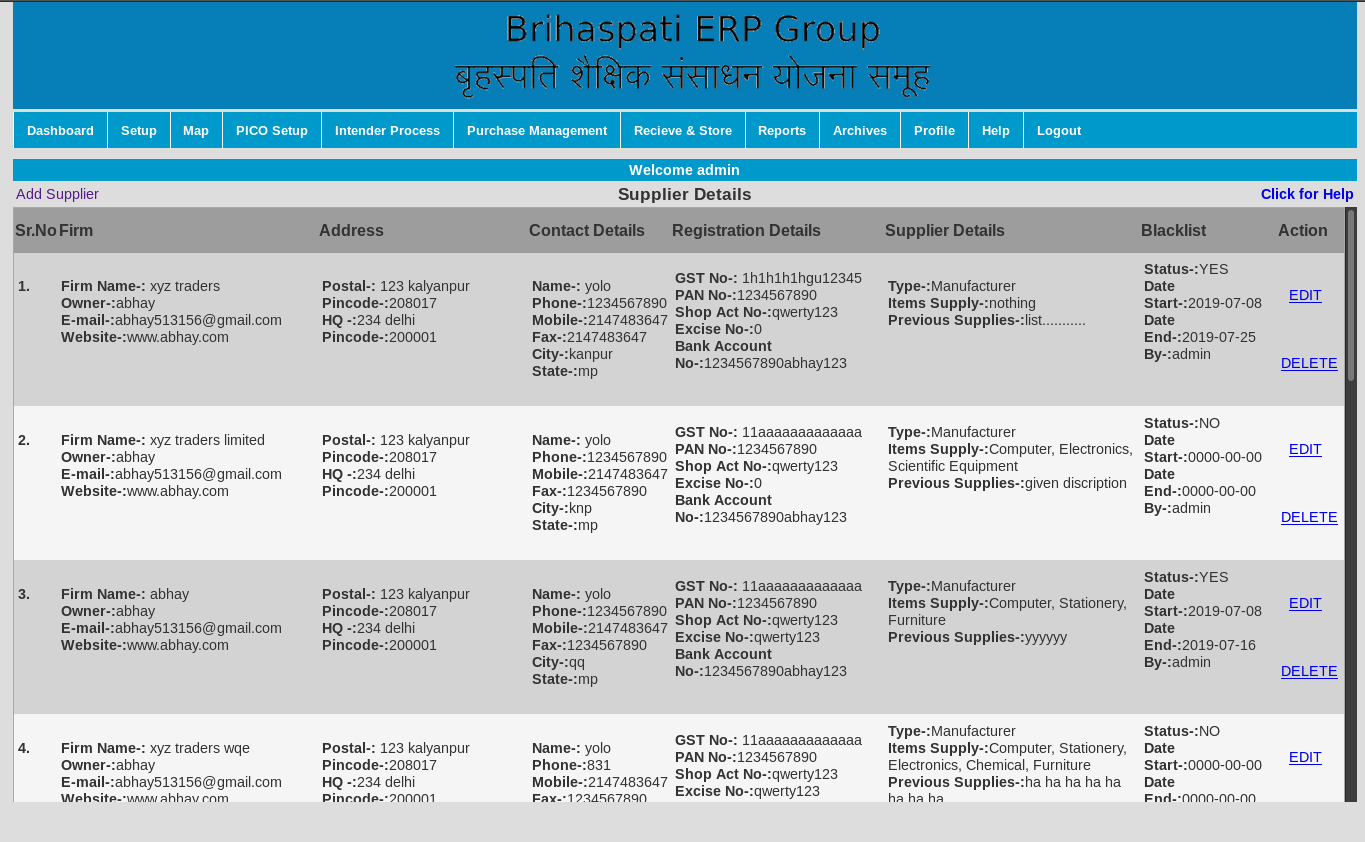 Brihaspati ERP Group
बृहस्पति शैक्षिक संसाधन योजना समूह
Dashboard Setup Map PICO Setup Intender Process Purchase Management Recieve & Store Reports Archives Profile Help Logout
Welcome admin
Add Supplier Supplier Details Click for Help
Sr.No Firm Address Contact Details Registration Details Supplier Details Blacklist Action
1.
Firm Name-: xyz traders
Owner-:abhay
E-mail-:abhay513156@gmail.com
Website-:www.abhay.com
Postal-: 123 kalyanpur
Pincode-:208017
HQ -:234 delhi
Pincode-:200001
Name-: yolo
Phone-:1234567890
Mobile-:2147483647
Fax-:2147483647
City-:kanpur
State-:mp
GST No-: 1h1h1h1hgu12345
PAN No-:1234567890
Shop Act No-:qwerty123
Excise No-:0
Bank Account
No-:1234567890abhay123
Type-:Manufacturer
Items Supply-:nothing
Previous Supplies-:list...........
Status-:YES
Date
Start-:2019-07-08
Date
End-:2019-07-25
By-:admin
EDIT
DELETE
2.
Firm Name-: xyz traders limited
Owner-:abhay
E-mail-:abhay513156@gmail.com
Website-:www.abhay.com
Postal-: 123 kalyanpur
Pincode-:208017
HQ -:234 delhi
Pincode-:200001
Name-: yolo
Phone-:1234567890
Mobile-:2147483647
Fax-:1234567890
City-:knp
State-:mp
GST No-: 11aaaaaaaaaaaaa
PAN No-:1234567890
Shop Act No-:qwerty123
Excise No-:0
Bank Account
No-:1234567890abhay123
Type-:Manufacturer
Items Supply-:Computer, Electronics,
Scientific Equipment
Previous Supplies-:given discription
Status-:NO
Date
Start-:0000-00-00
Date
End-:0000-00-00
By-:admin
EDIT
DELETE
3.
Firm Name-: abhay
Owner-:abhay
E-mail-:abhay513156@gmail.com
Website-:www.abhay.com
Postal-: 123 kalyanpur
Pincode-:208017
HQ -:234 delhi
Pincode-:200001
Name-: yolo
Phone-:1234567890
Mobile-:2147483647
Fax-:1234567890
City-:qq
State-:mp
GST No-: 11aaaaaaaaaaaaa
PAN No-:1234567890
Shop Act No-:qwerty123
Excise No-:qwerty123
Bank Account
No-:1234567890abhay123
Type-:Manufacturer
Items Supply-:Computer, Stationery,
Furniture
Previous Supplies-:yyyyyy
Status-:YES
Date
Start-:2019-07-08
Date
End-:2019-07-16
By-:admin
EDIT
DELETE
4.
Firm Name-: xyz traders wqe
Owner-:abhay
E-mail-:abhay513156@gmail.com
Website-:www.abhay.com
Postal-: 123 kalyanpur
Pincode-:208017
HQ -:234 delhi
Pincode-:200001
Name-: yolo
Phone-:831
Mobile-:2147483647
Fax-:1234567890
GST No-: 11aaaaaaaaaaaaa
PAN No-:1234567890
Shop Act No-:qwerty123
Excise No-:qwerty123
Type-:Manufacturer
Items Supply-:Computer, Stationery,
Electronics, Chemical, Furniture
Previous Supplies-:ha ha ha ha ha
ha ha ha
Status-:NO
Date
Start-:0000-00-00
Date
End-:0000-00-00
EDIT